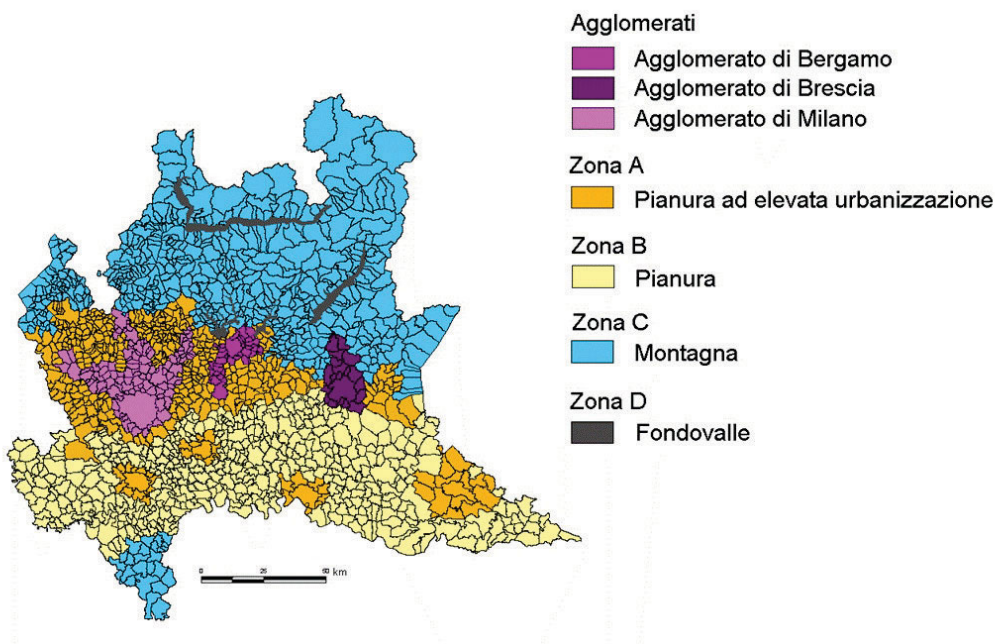 Agglomerati
Agglomerato di Bergamo
Agglomerato di Brescia
Agglomerato di Milano
Zona A
Pianura ad elevata urbanizzazione
Zona B
Pianura
Zona C
Montagna
Zona D
Fondovalle
0 25 50 km